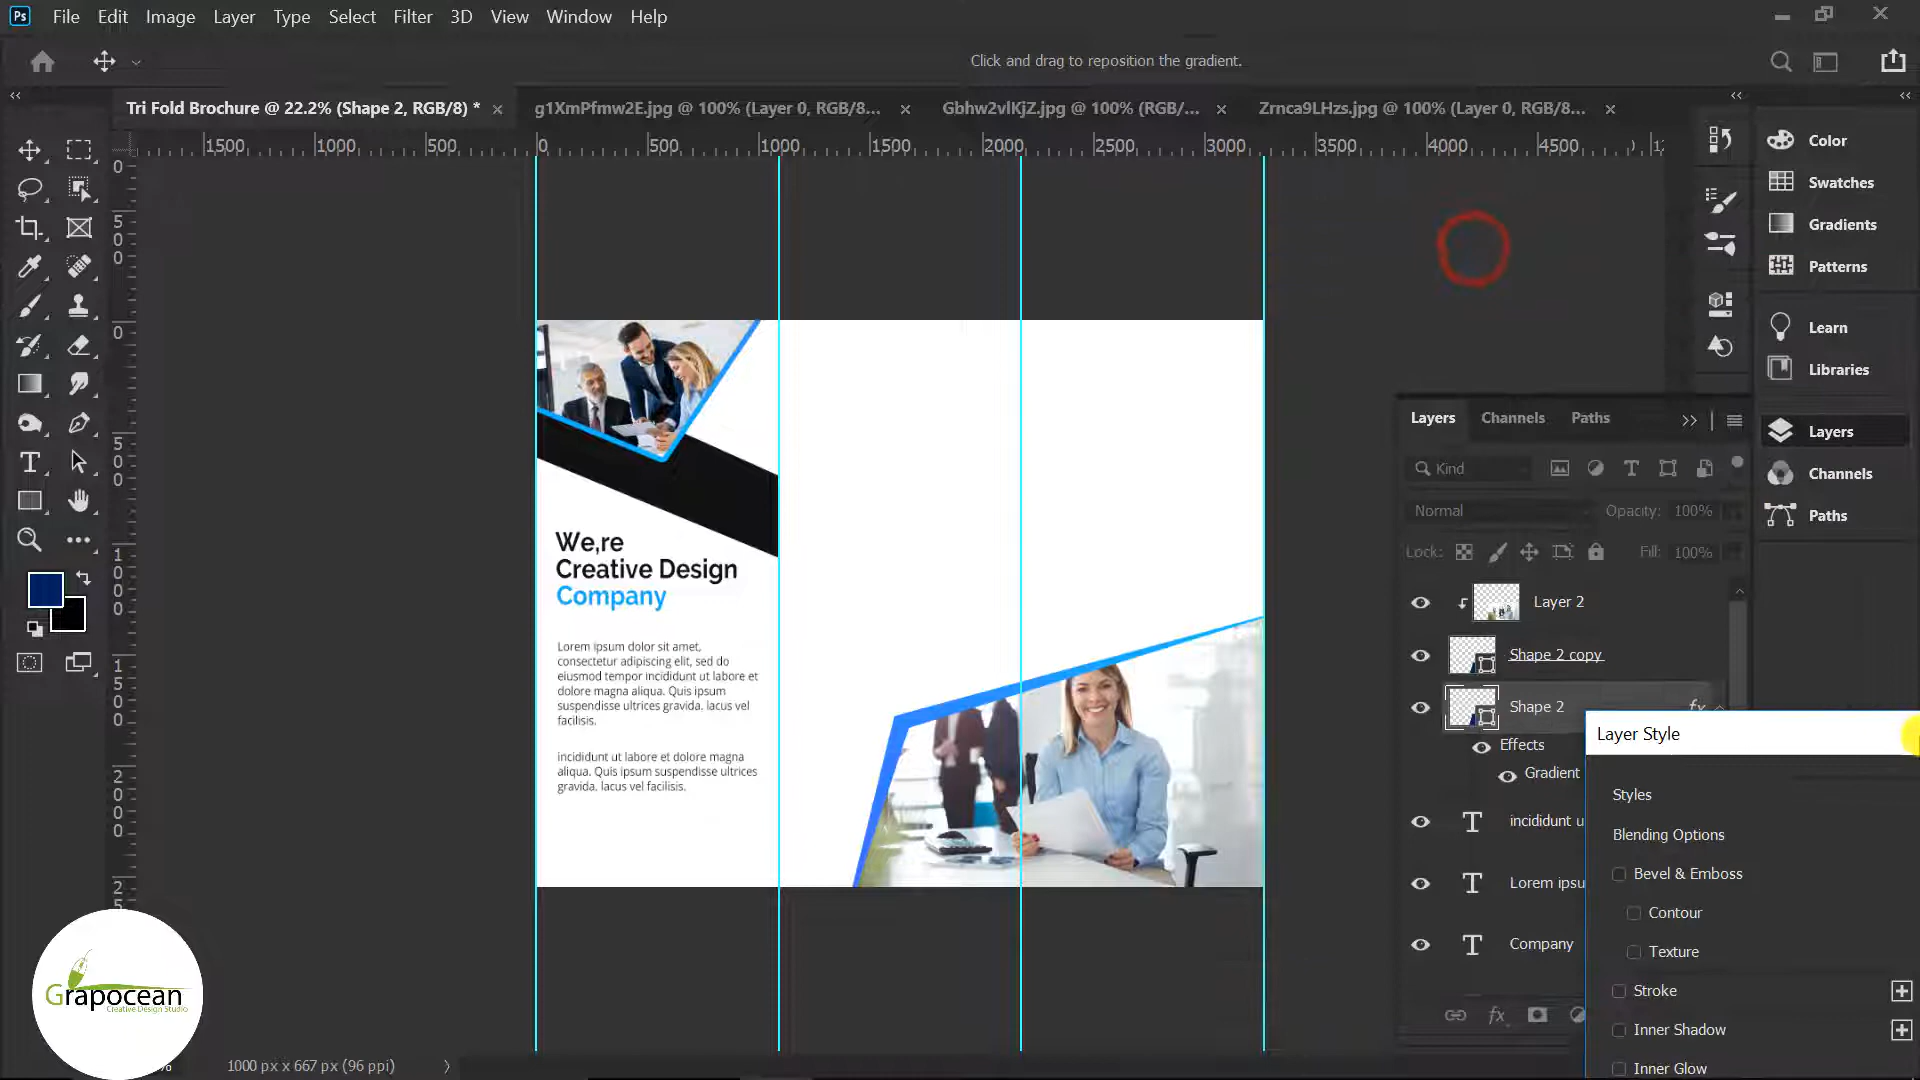 Ps File Edit Image Layer Type Select Filter 3D View Window Help
Click and drag to reposition the gradient.
Tri Fold Brochure @ 22.2% (Shape 2, RGB/8) * × g1XmPfmw2E.jpg @ 100% (Layer 0, RGB/8... × Gbhw2vlKjZ.jpg @ 100% (RGB/... × Zrnca9LHzs.jpg @ 100% (Layer 0, RGB/8... ×
1500 1000 500 0 500 1000 1500 2000 2500 3000 3500 4000 4500
Color
Swatches
Gradients
Patterns
Learn
Libraries
Layers
Channels
Paths
We,re
Creative Design
Company
Lorem ipsum dolor sit amet,
consectetur adipiscing elit, sed do
eiusmod tempor incididunt ut labore et
dolore magna aliqua. Quis ipsum
suspendisse ultrices gravida. lacus vel
facilisis.
incididunt ut labore et dolore magna
aliqua. Quis ipsum suspendisse ultrices
gravida. lacus vel facilisis.
Layers Channels Paths
Kind
Normal Opacity: 100%
Lock: Fill: 100%
Layer 2
Shape 2 copy
Shape 2 fx
Effects
Gradient
incididunt u
Lorem ipsu
Company
fx
Layer Style
Styles
Blending Options
Bevel & Emboss
Contour
Texture
Stroke
Inner Shadow
Inner Glow
Grapocean
Creative Design Studio
1000 px x 667 px (96 ppi)